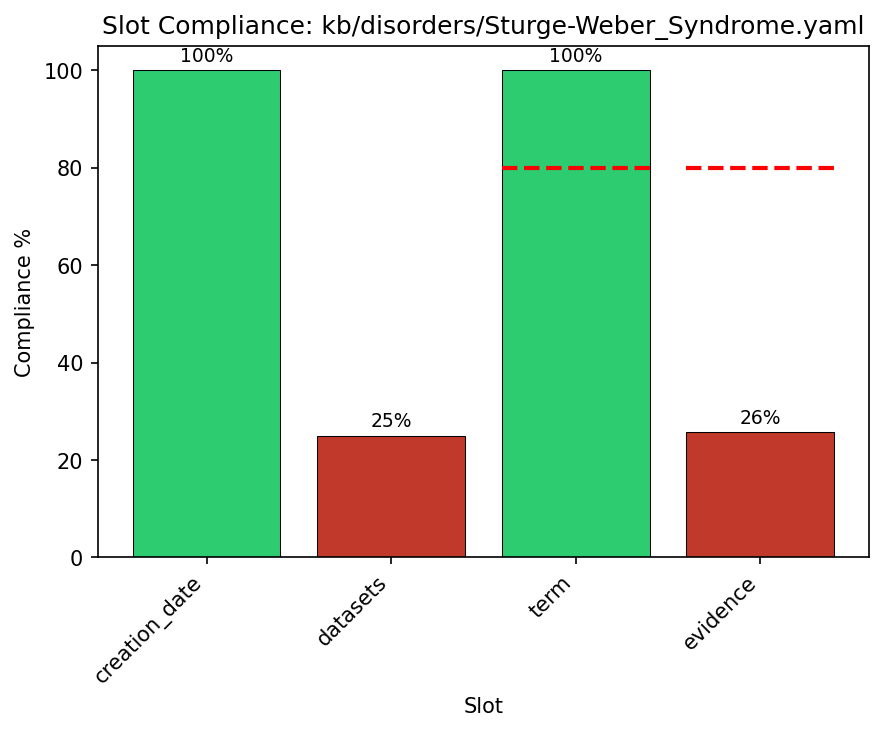 Slot Compliance: kb/disorders/Sturge-Weber_Syndrome.yaml
100%
100%
25%
26%
Compliance %
100
80
60
40
20
0
creation_date
datasets
term
evidence
Slot